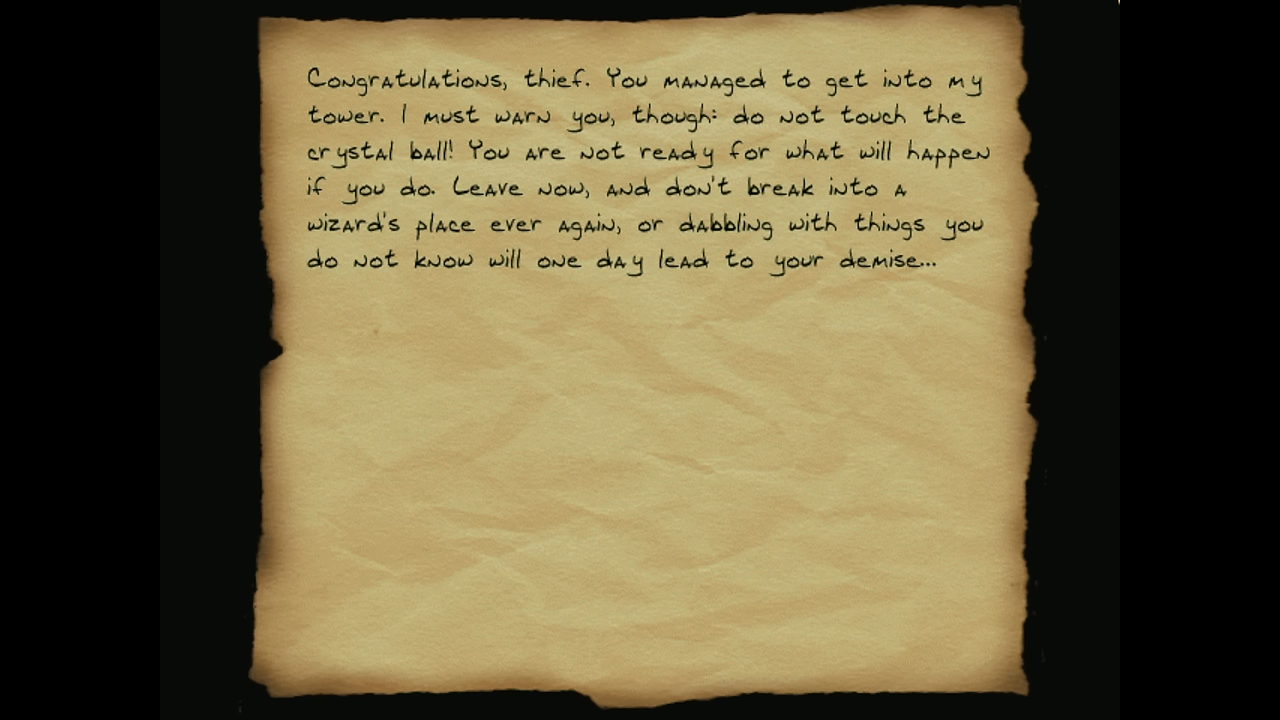 Congratulations, thief. You managed to get into my
tower. I must warn you, though: do not touch the
crystal ball! You are not ready for what will happen
if you do. Leave now, and don't break into a
wizard's place ever again, or dabbling with things you
do not know will one day lead to your demise...